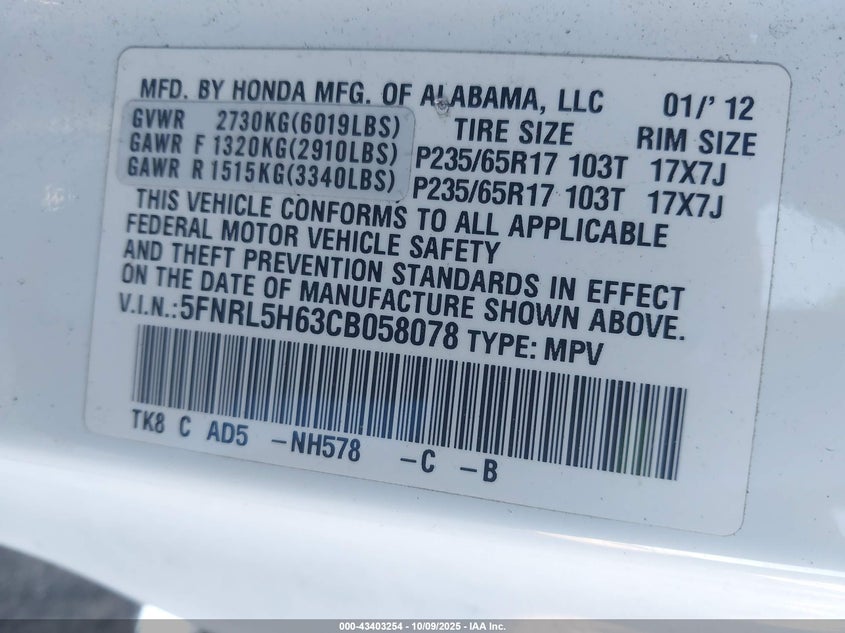 MFD. BY HONDA MFG. OF ALABAMA, LLC 01/' 12
GVWR 2730KG(6019LBS) TIRE SIZE RIM SIZE
GAWR F 1320KG(2910LBS) P235/65R17 103T 17X7J
GAWR R 1515KG(3340LBS) P235/65R17 103T 17X7J
THIS VEHICLE CONFORMS TO ALL APPLICABLE
FEDERAL MOTOR VEHICLE SAFETY
AND THEFT PREVENTION STANDARDS IN EFFECT
ON THE DATE OF MANUFACTURE SHOWN ABOVE.
V.I.N.:5FNRL5H63CB058078 TYPE: MPV
TK8 C AD5 -NH578 -C -B
000-43403254 - 10/09/2025 - IAA Inc.